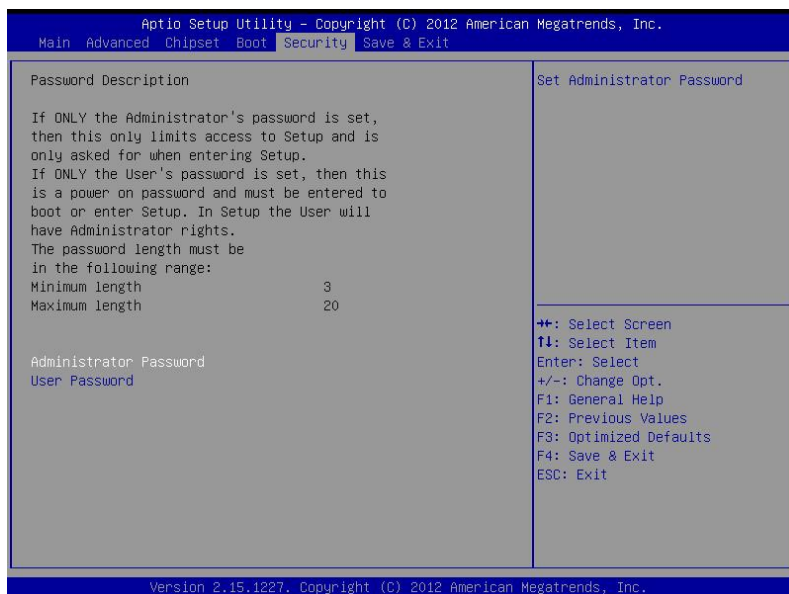 Aptio Setup Utility – Copyright (C) 2012 American Megatrends, Inc.
Main Advanced Chipset Boot Security Save & Exit
Password Description
If ONLY the Administrator's password is set,
then this only limits access to Setup and is
only asked for when entering Setup.
If ONLY the User's password is set, then this
is a power on password and must be entered to
boot or enter Setup. In Setup the User will
have Administrator rights.
The password length must be
in the following range:
Minimum length 3
Maximum length 20
Administrator Password
User Password
Set Administrator Password
→←: Select Screen
↑↓: Select Item
Enter: Select
+/-: Change Opt.
F1: General Help
F2: Previous Values
F3: Optimized Defaults
F4: Save & Exit
ESC: Exit
Version 2.15.1227. Copyright (C) 2012 American Megatrends, Inc.